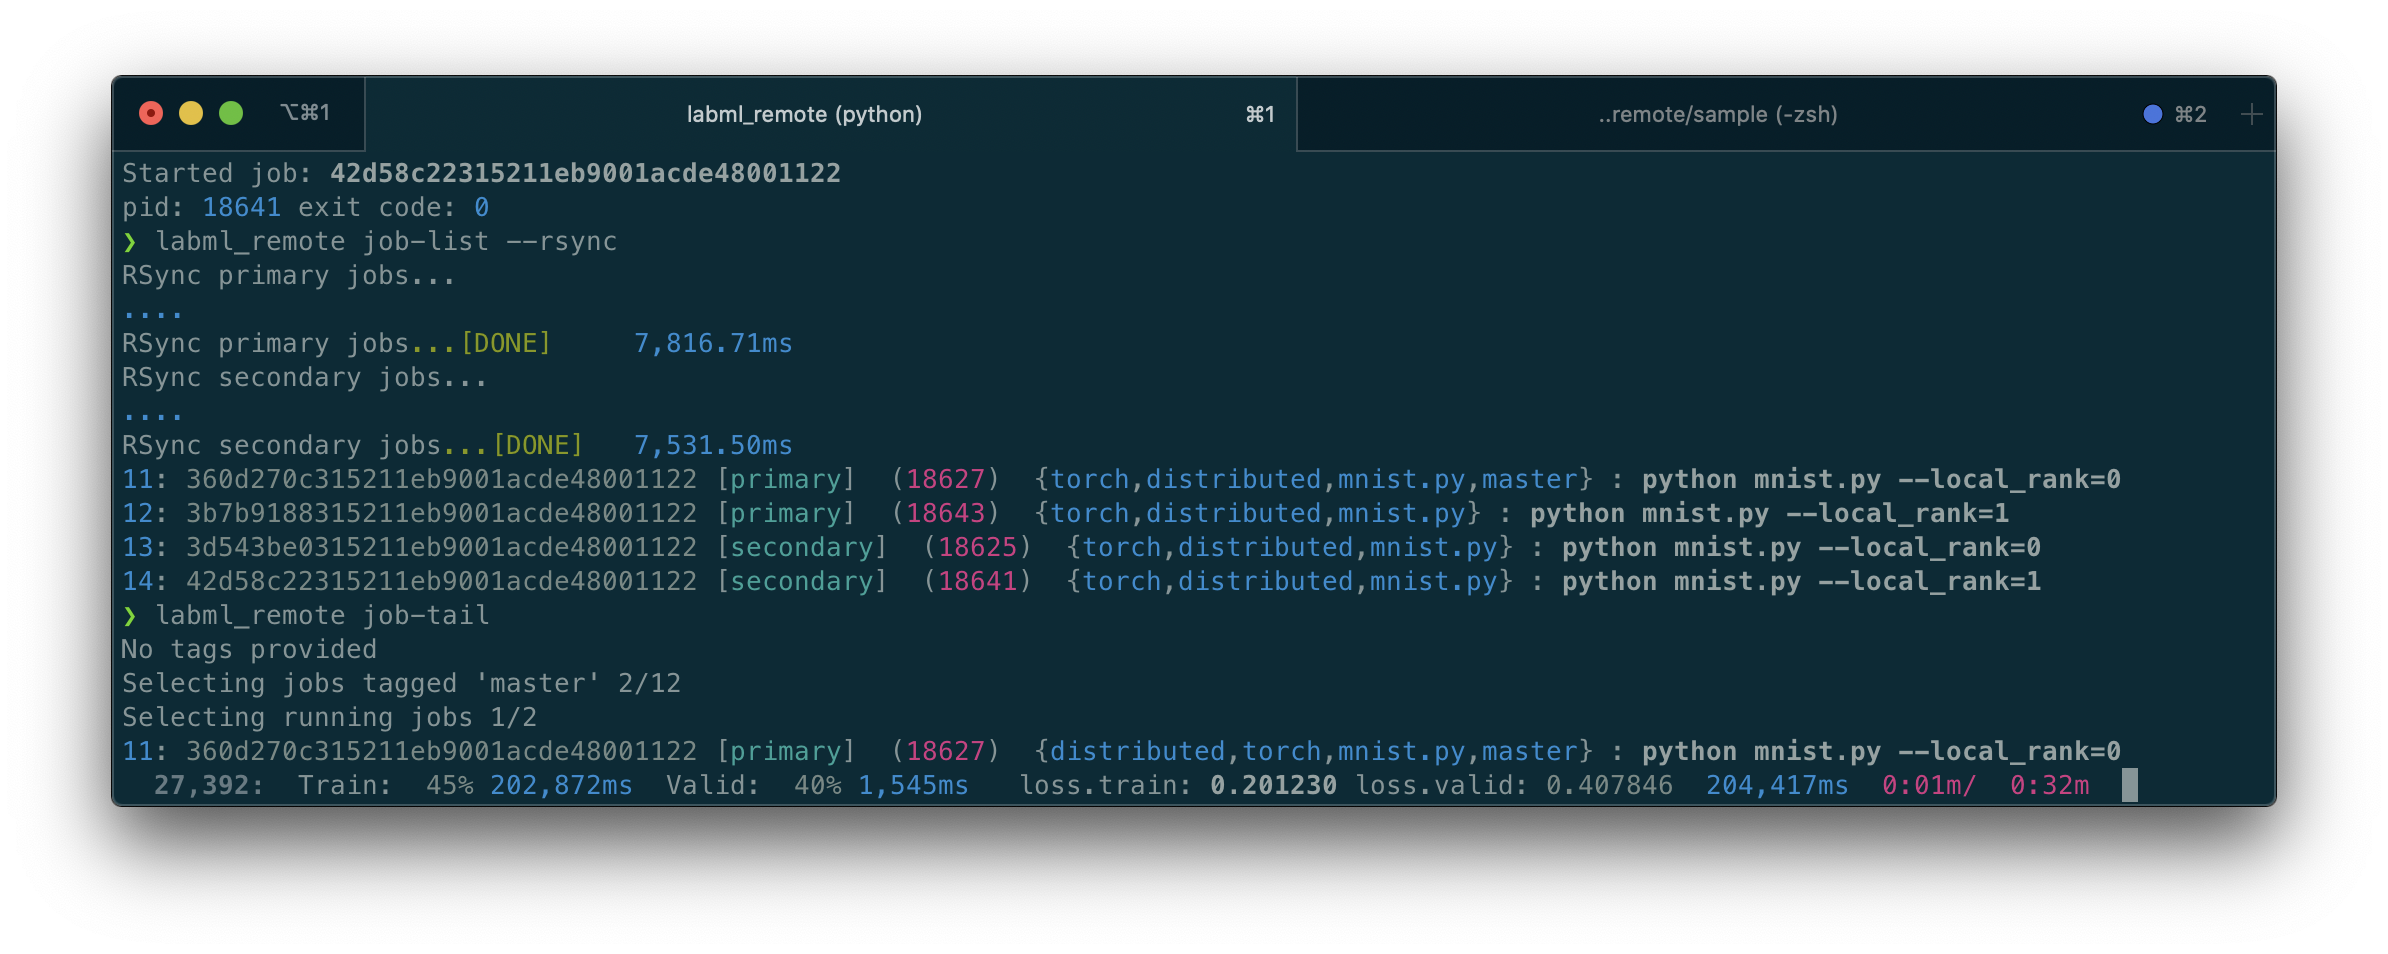 ⌥⌘1 labml_remote (python) ⌘1 ..remote/sample (-zsh) ⌘2 +
Started job: 42d58c22315211eb9001acde48001122
pid: 18641 exit code: 0
❯ labml_remote job-list --rsync
RSync primary jobs...
....
RSync primary jobs...[DONE] 7,816.71ms
RSync secondary jobs...
....
RSync secondary jobs...[DONE] 7,531.50ms
11: 360d270c315211eb9001acde48001122 [primary] (18627) {torch,distributed,mnist.py,master} : python mnist.py --local_rank=0
12: 3b7b9188315211eb9001acde48001122 [primary] (18643) {torch,distributed,mnist.py} : python mnist.py --local_rank=1
13: 3d543be0315211eb9001acde48001122 [secondary] (18625) {torch,distributed,mnist.py} : python mnist.py --local_rank=0
14: 42d58c22315211eb9001acde48001122 [secondary] (18641) {torch,distributed,mnist.py} : python mnist.py --local_rank=1
❯ labml_remote job-tail
No tags provided
Selecting jobs tagged 'master' 2/12
Selecting running jobs 1/2
11: 360d270c315211eb9001acde48001122 [primary] (18627) {distributed,torch,mnist.py,master} : python mnist.py --local_rank=0
27,392: Train: 45% 202,872ms Valid: 40% 1,545ms loss.train: 0.201230 loss.valid: 0.407846 204,417ms 0:01m/ 0:32m